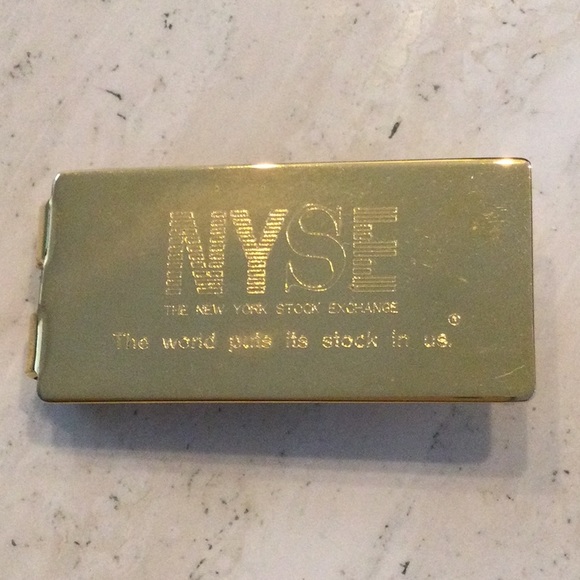 NYSE
THE NEW YORK STOCK EXCHANGE
The world puts its stock in us.®